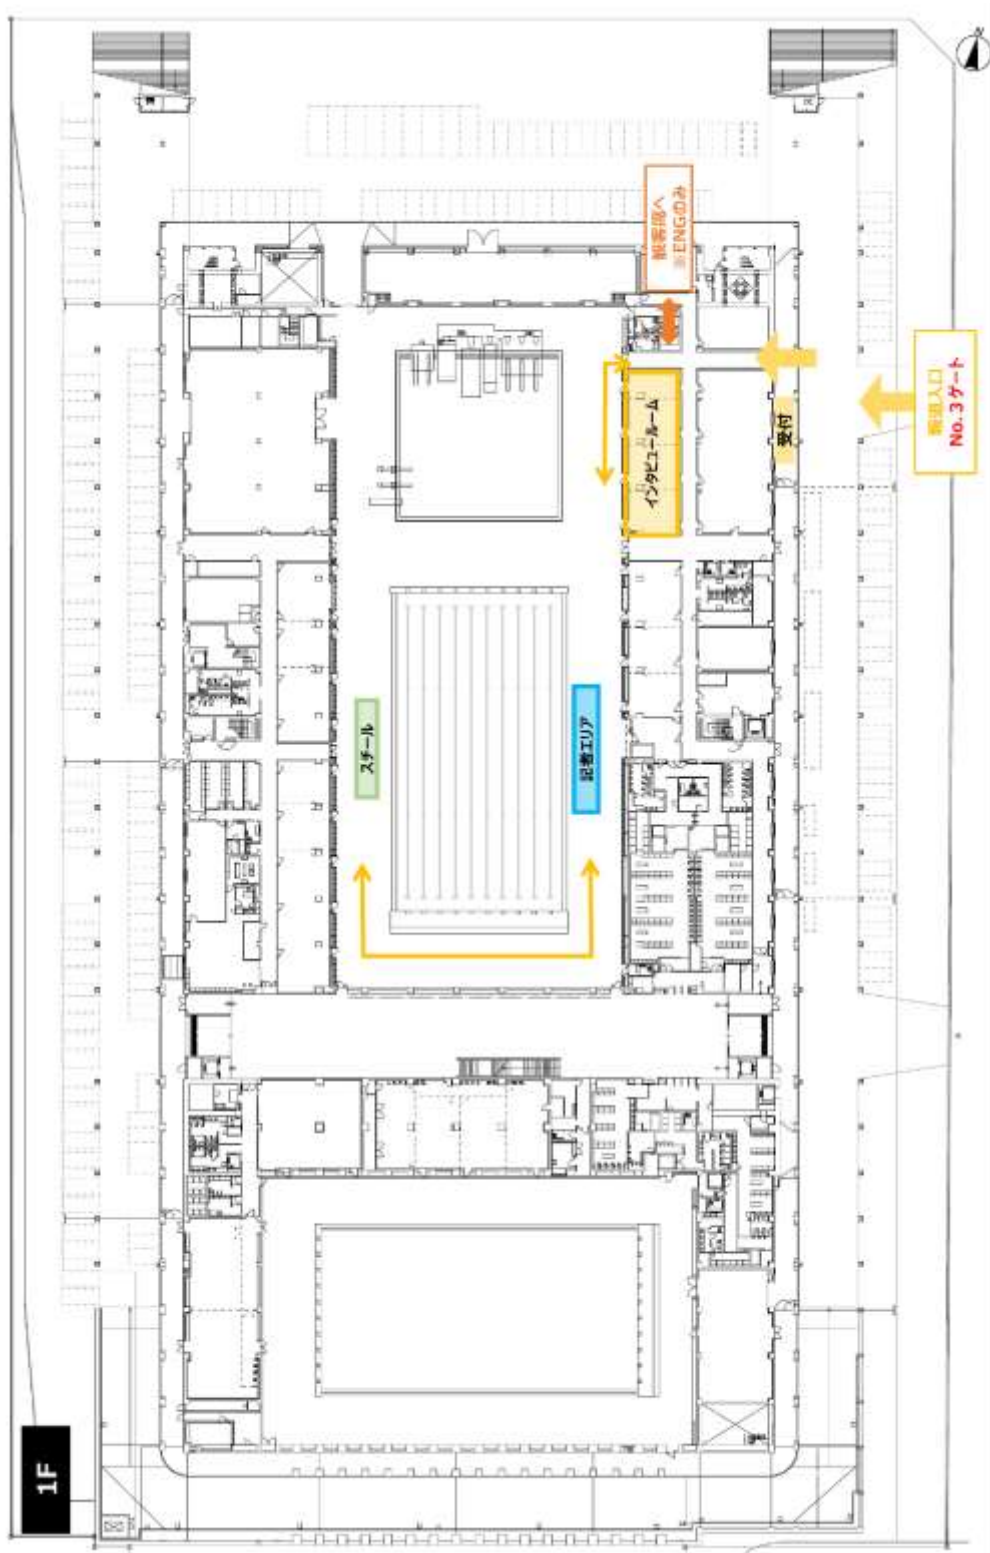 1F
スチール
記者エリア
インタビュールーム
観客席へ
※ENGのみ
受付
報道入口
No. 3 ゲート
N